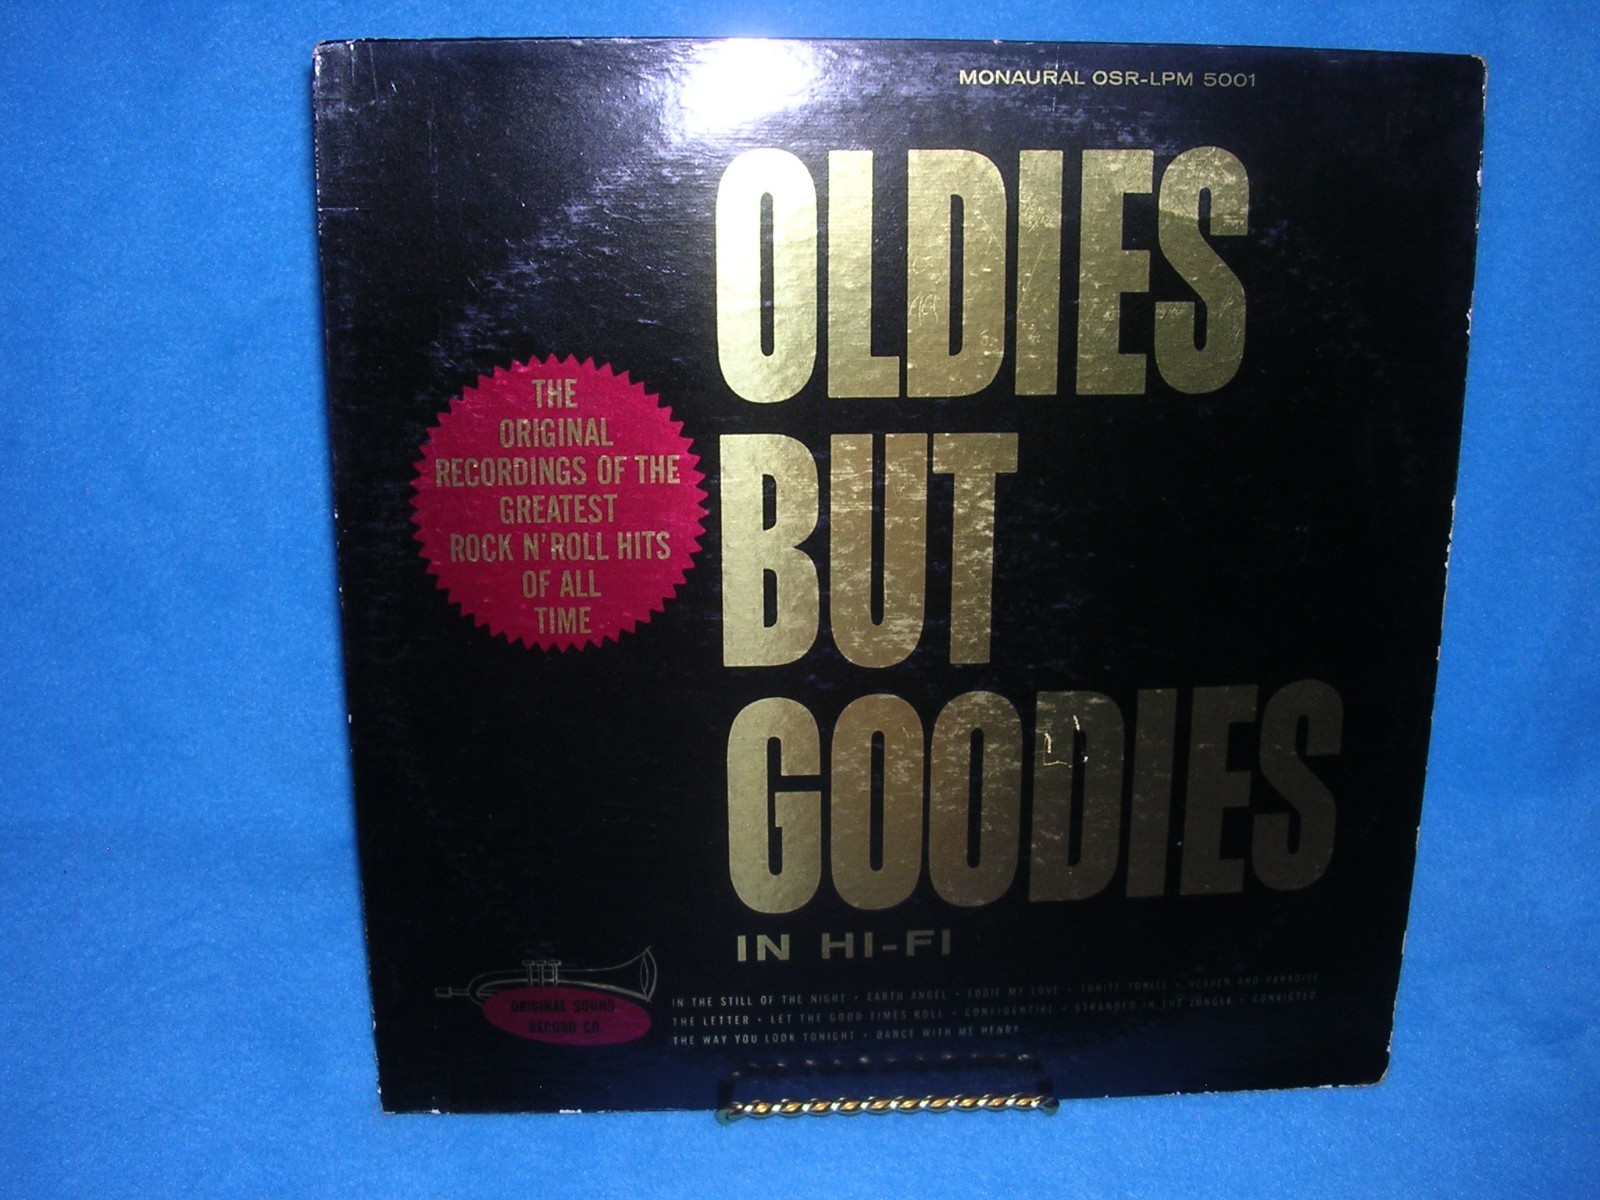 MONAURAL OSR-LPM 5001
OLDIES
BUT
GOODIES
IN HI-FI
THE
ORIGINAL
RECORDINGS OF THE
GREATEST
ROCK N' ROLL HITS
OF ALL
TIME
ORIGINAL SOUND
RECORD CO.
IN THE STILL OF THE NIGHT • EARTH ANGEL • EDDIE MY LOVE • TONITE TONITE • HEAVEN AND PARADISE
THE LETTER • LET THE GOOD TIMES ROLL • CONFIDENTIAL • STRANDED IN THE JUNGLE • CONVICTED
THE WAY YOU LOOK TONIGHT • DANCE WITH ME HENRY